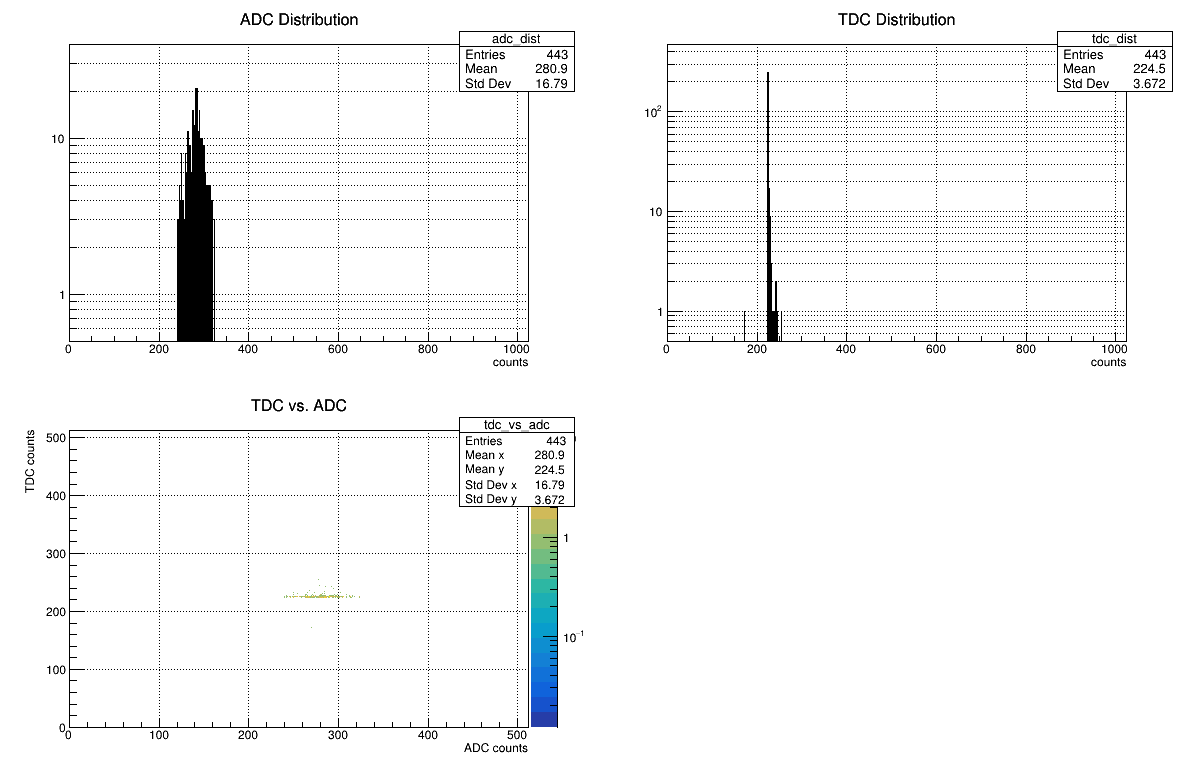 ADC Distribution
adc_dist
Entries 443
Mean 280.9
Std Dev 16.79
10
1
0 200 400 600 800 1000
counts
TDC Distribution
tdc_dist
Entries 443
Mean 224.5
Std Dev 3.672
10²
10
1
0 200 400 600 800 1000
counts
TDC vs. ADC
tdc_vs_adc
Entries 443
Mean x 280.9
Mean y 224.5
Std Dev x 16.79
Std Dev y 3.672
TDC counts
500
400
300
200
100
0
0 100 200 300 400 500
ADC counts
1
10⁻¹